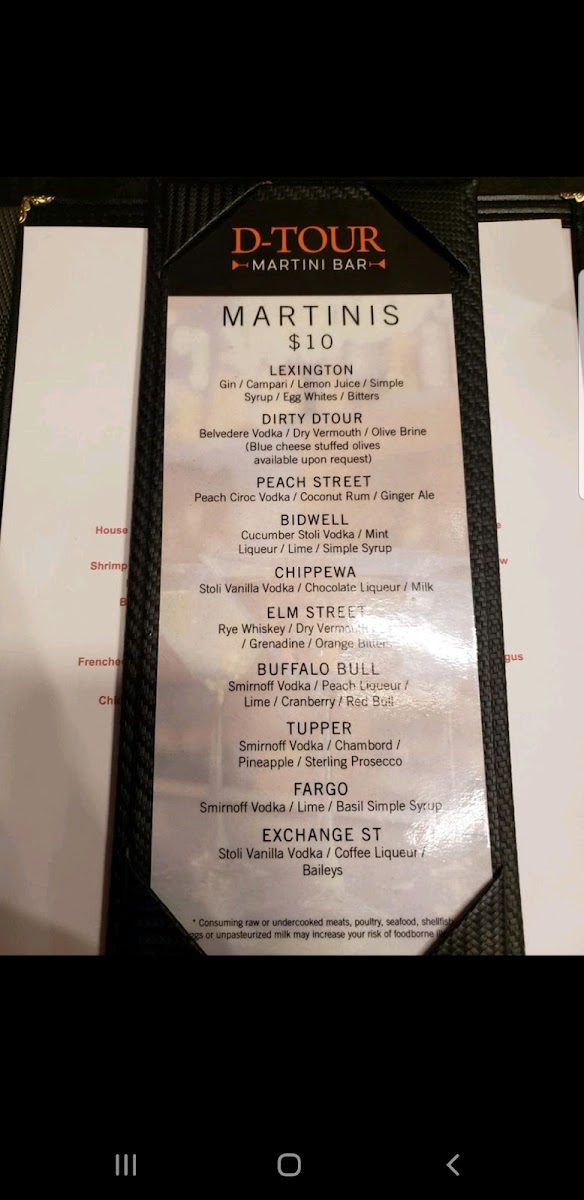 D-TOUR
MARTINI BAR
MARTINIS
$10
LEXINGTON
Gin / Campari / Lemon Juice / Simple
Syrup / Egg Whites / Bitters
DIRTY DTOUR
Belvedere Vodka / Dry Vermouth / Olive Brine
(Blue cheese stuffed olives
available upon request)
PEACH STREET
Peach Ciroc Vodka / Coconut Rum / Ginger Ale
BIDWELL
Cucumber Stoli Vodka / Mint
Liqueur / Lime / Simple Syrup
CHIPPEWA
Stoli Vanilla Vodka / Chocolate Liqueur / Milk
ELM STREET
Rye Whiskey / Dry Vermouth
/ Grenadine / Orange Bitters
BUFFALO BULL
Smirnoff Vodka / Peach Liqueur /
Lime / Cranberry / Red Bull
TUPPER
Smirnoff Vodka / Chambord /
Pineapple / Sterling Prosecco
FARGO
Smirnoff Vodka / Lime / Basil Simple Syrup
EXCHANGE ST
Stoli Vanilla Vodka / Coffee Liqueur /
Baileys
* Consuming raw or undercooked meats, poultry, seafood, shellfish
or unpasteurized milk may increase your risk of foodborne
House
Shrimp